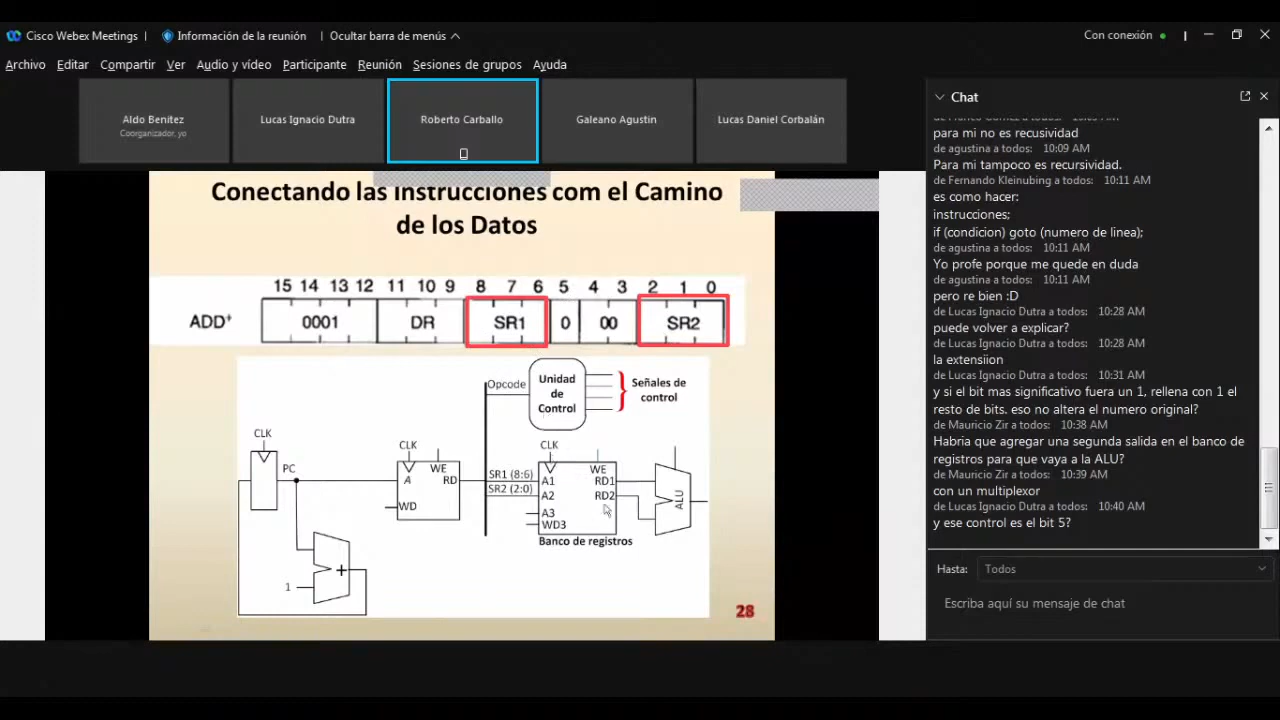 Cisco Webex Meetings
Información de la reunión
Ocultar barra de menús
Con conexión
Archivo Editar Compartir Ver Audio y vídeo Participante Reunión Sesiones de grupos Ayuda
Aldo Benítez
Coorganizador, yo
Lucas Ignacio Dutra
Roberto Carballo
Galeano Agustin
Lucas Daniel Corbalán
Conectando las Instrucciones com el Camino
de los Datos
15 14 13 12 11 10 9 8 7 6 5 4 3 2 1 0
ADD+ 0001 DR SR1 0 00 SR2
Opcode
Unidad
de
Control
Señales de
control
CLK
PC
CLK
WE
A
RD
WD
SR1 (8:6)
SR2 (2:0)
CLK
WE
A1
RD1
A2
RD2
A3
WD3
Banco de registros
ALU
+
1
28
Chat
para mi no es recusividad
de agustina a todos: 10:09 AM
Para mi tampoco es recursividad.
de Fernando Kleinubing a todos: 10:11 AM
es como hacer:
instrucciones;
if (condicion) goto (numero de linea);
de agustina a todos: 10:11 AM
Yo profe porque me quede en duda
de agustina a todos: 10:11 AM
pero re bien :D
de Lucas Ignacio Dutra a todos: 10:28 AM
puede volver a explicar?
de Lucas Ignacio Dutra a todos: 10:28 AM
la extensiion
de Lucas Ignacio Dutra a todos: 10:31 AM
y si el bit mas significativo fuera un 1, rellena con 1 el
resto de bits. eso no altera el numero original?
de Mauricio Zir a todos: 10:38 AM
Habria que agregar una segunda salida en el banco de
registros para que vaya a la ALU?
de Mauricio Zir a todos: 10:39 AM
con un multiplexor
de Lucas Ignacio Dutra a todos: 10:40 AM
y ese control es el bit 5?
Hasta: Todos
Escriba aquí su mensaje de chat